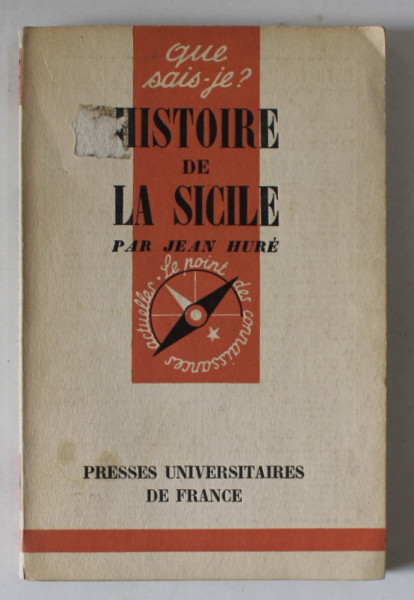 que
sais-je?
HISTOIRE
DE
LA SICILE
PAR JEAN HURÉ
Le point des connaissances actuelles.
PRESSES UNIVERSITAIRES
DE FRANCE